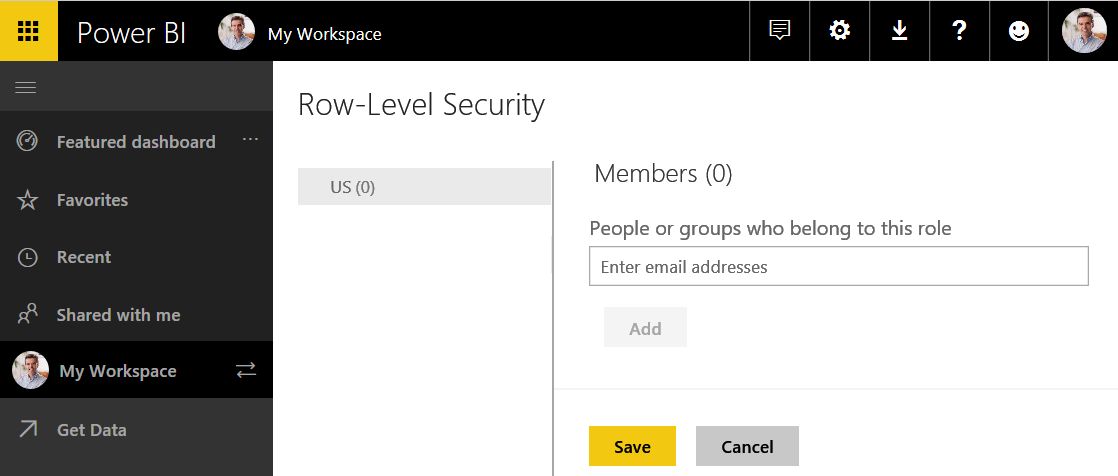 Power BI
My Workspace
?
Featured dashboard ...
Favorites
Recent
Shared with me
My Workspace
Get Data
Row-Level Security
US (0)
Members (0)
People or groups who belong to this role
Enter email addresses
Add
Save Cancel